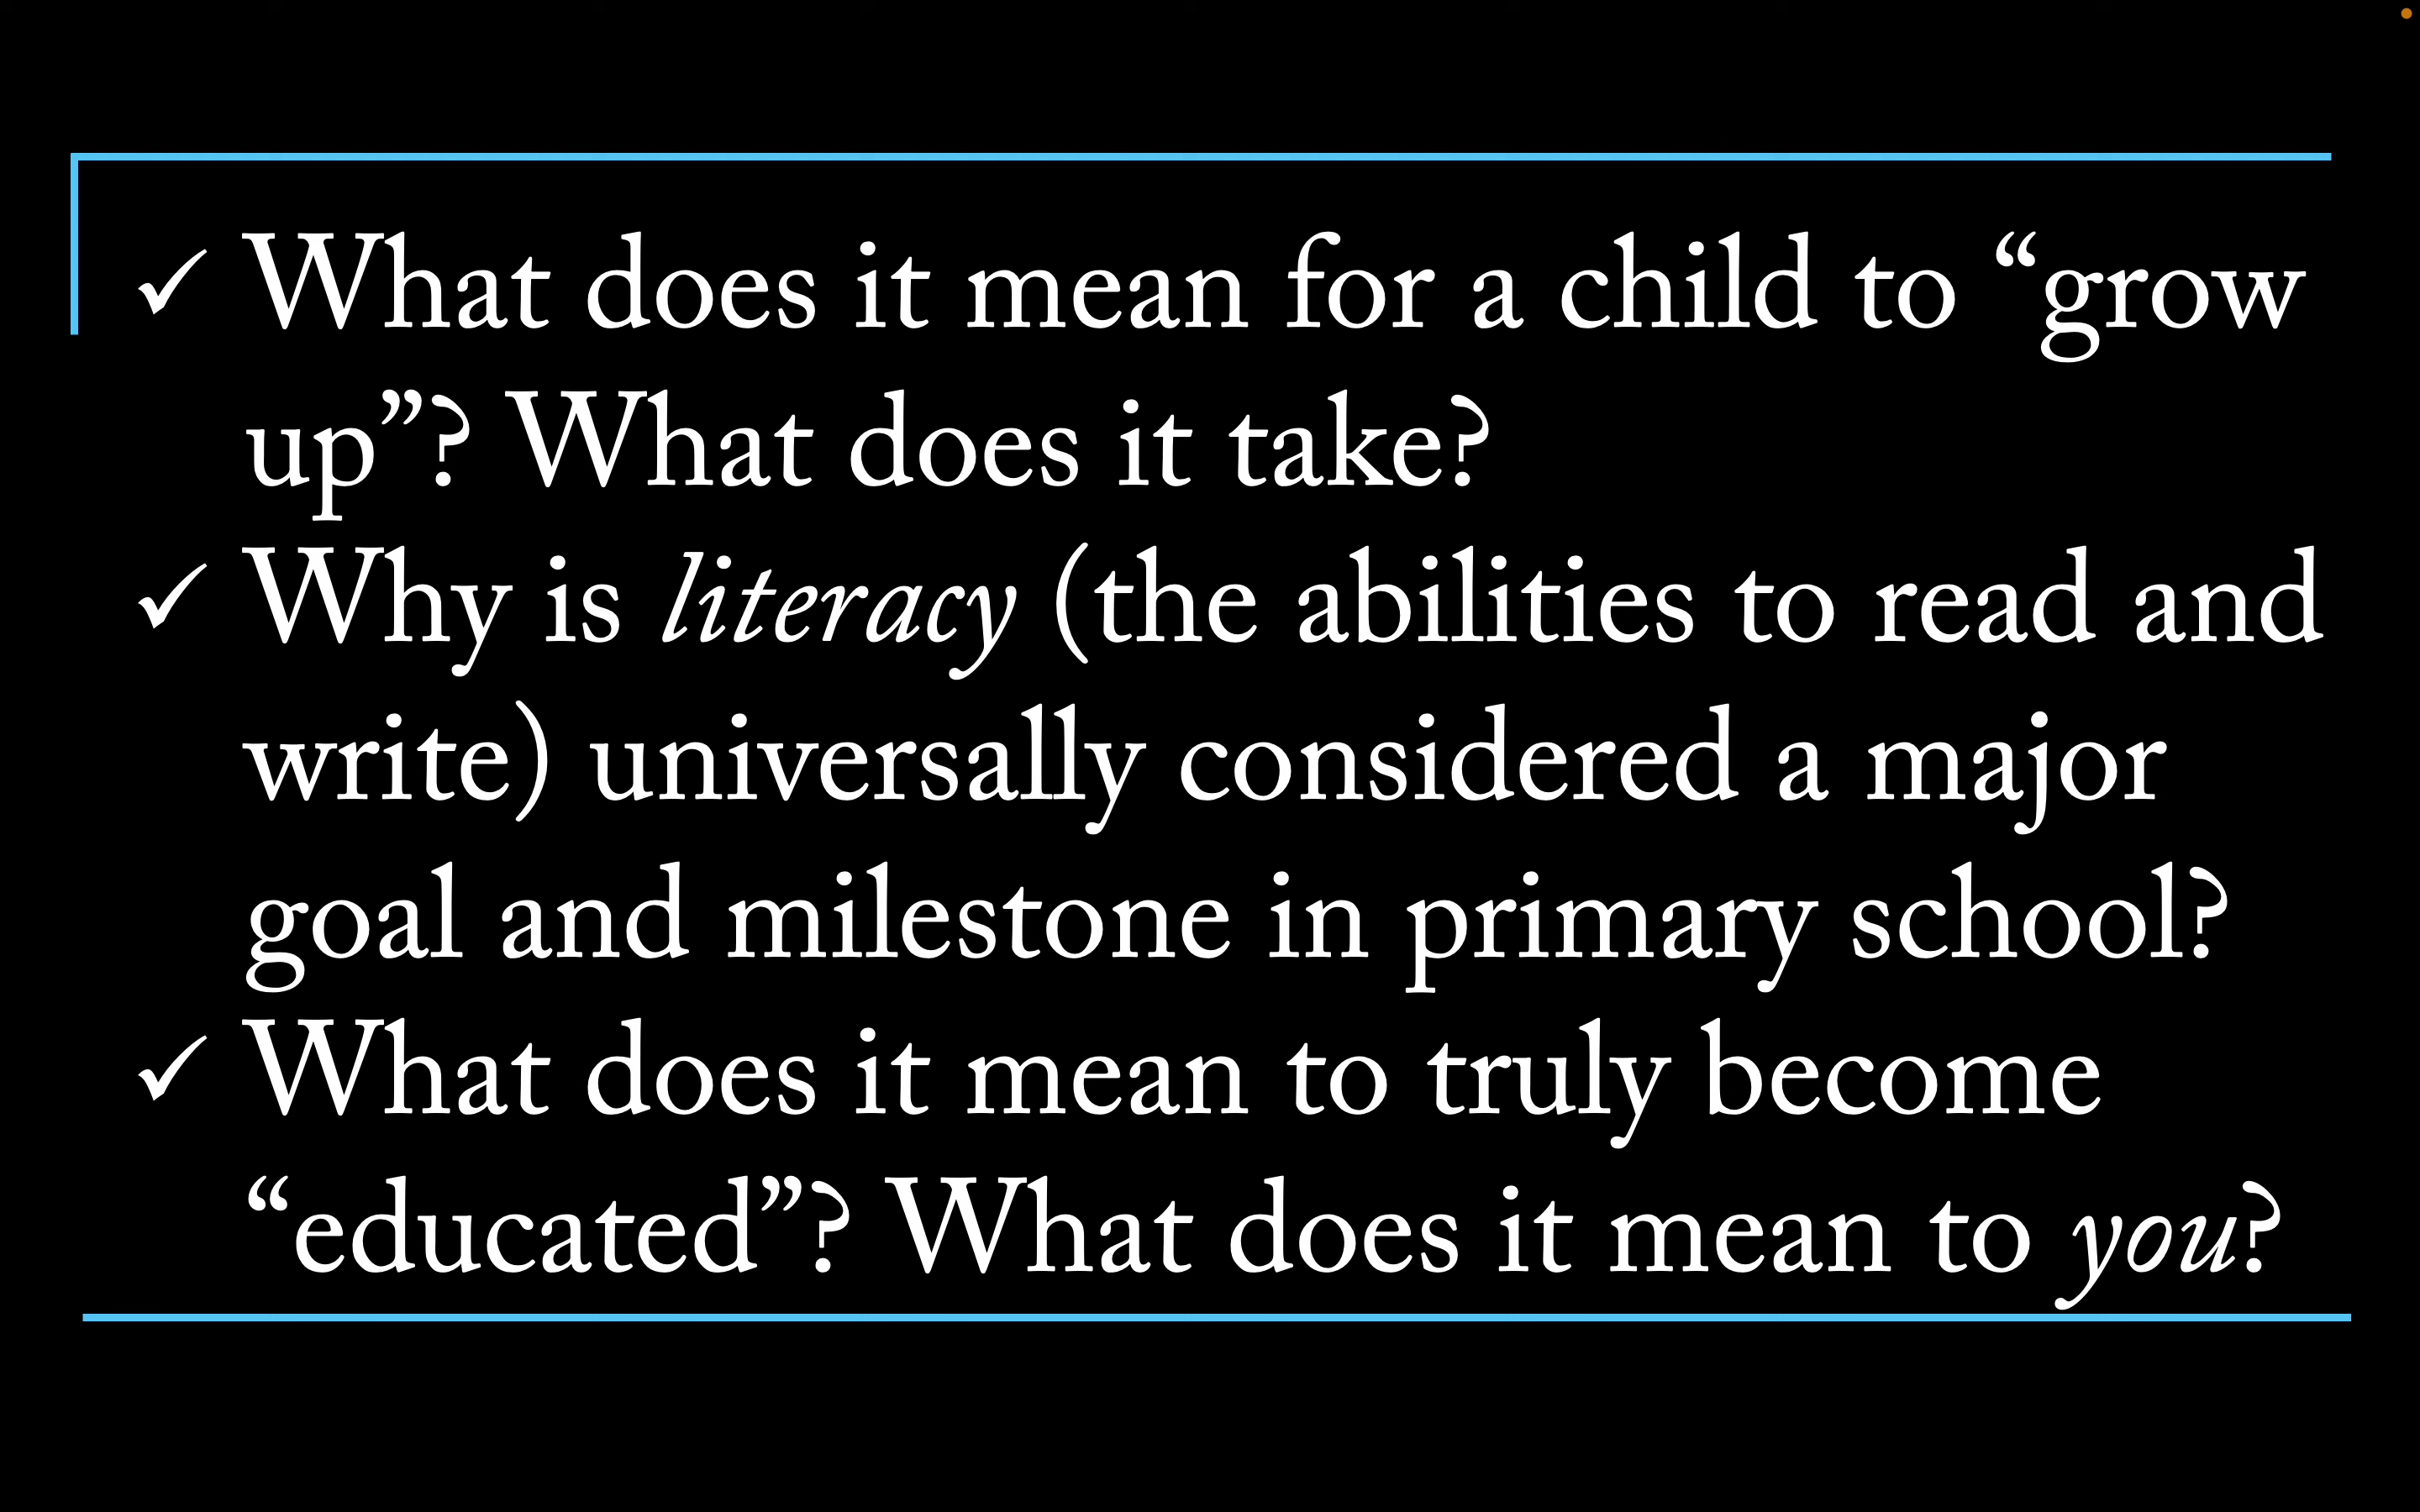 ✓ What does it mean for a child to “grow
up”? What does it take?
✓ Why is literacy (the abilities to read and
write) universally considered a major
goal and milestone in primary school?
✓ What does it mean to truly become
“educated”? What does it mean to you?